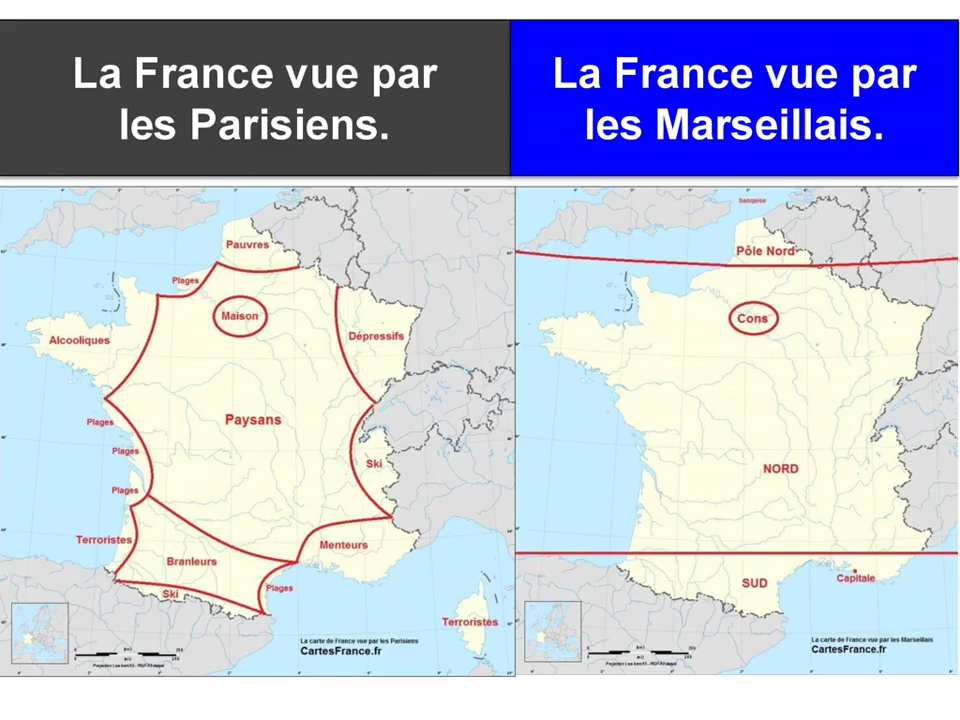 La France vue par
les Parisiens.
La France vue par
les Marseillais.
Pauvres
Plages
Maison
Alcooliques
Dépressifs
Paysans
Plages
Plages
Ski
Plages
Terroristes
Menteurs
Branleurs
Plages
Ski
Terroristes
La carte de France vue par les Parisiens
CartesFrance.fr
banquise
Pôle Nord
Cons
NORD
SUD
Capitale
La carte de France vue par les Marseillais
CartesFrance.fr